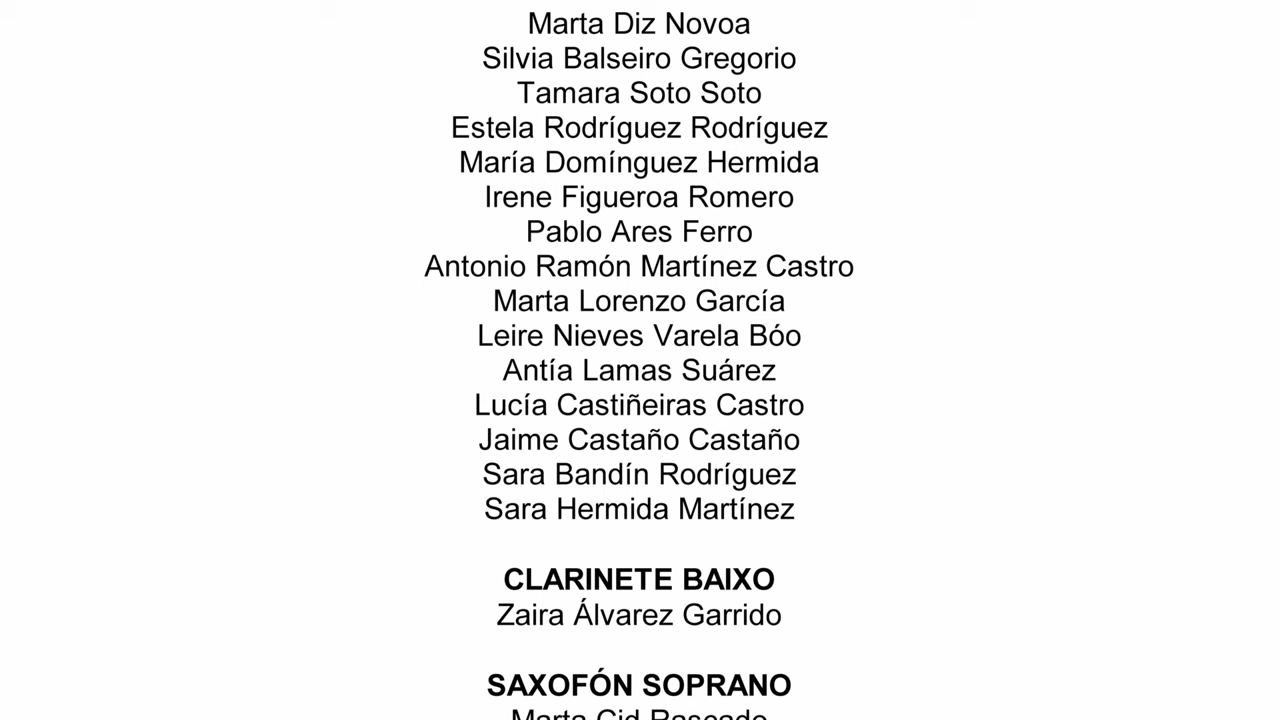 Marta Diz Novoa
Silvia Balseiro Gregorio
Tamara Soto Soto
Estela Rodríguez Rodríguez
María Domínguez Hermida
Irene Figueroa Romero
Pablo Ares Ferro
Antonio Ramón Martínez Castro
Marta Lorenzo García
Leire Nieves Varela Bóo
Antía Lamas Suárez
Lucía Castiñeiras Castro
Jaime Castaño Castaño
Sara Bandín Rodríguez
Sara Hermida Martínez
CLARINETE BAIXO
Zaira Álvarez Garrido
SAXOFÓN SOPRANO
Marta Cid